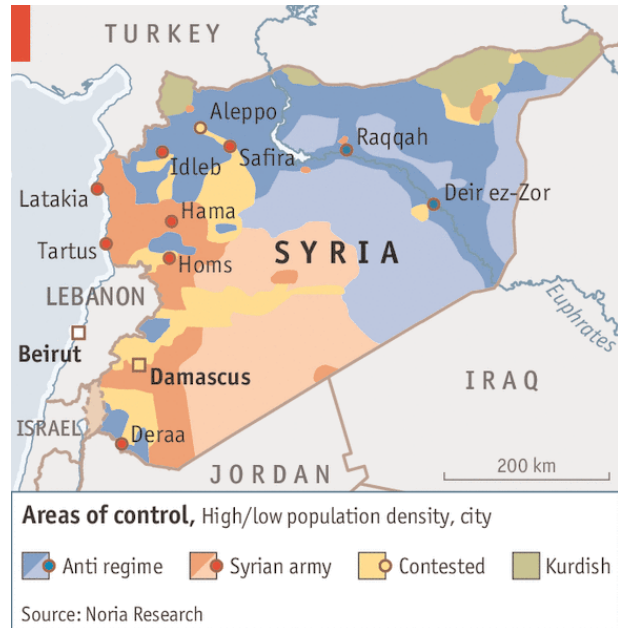 TURKEY
Aleppo
Idleb
Safira
Raqqah
Latakia
Deir ez-Zor
Hama
Tartus
SYRIA
Homs
LEBANON
Euphrates
Beirut
Damascus
IRAQ
ISRAEL
Deraa
JORDAN
200 km
Areas of control, High/low population density, city
Anti regime Syrian army Contested Kurdish
Source: Noria Research